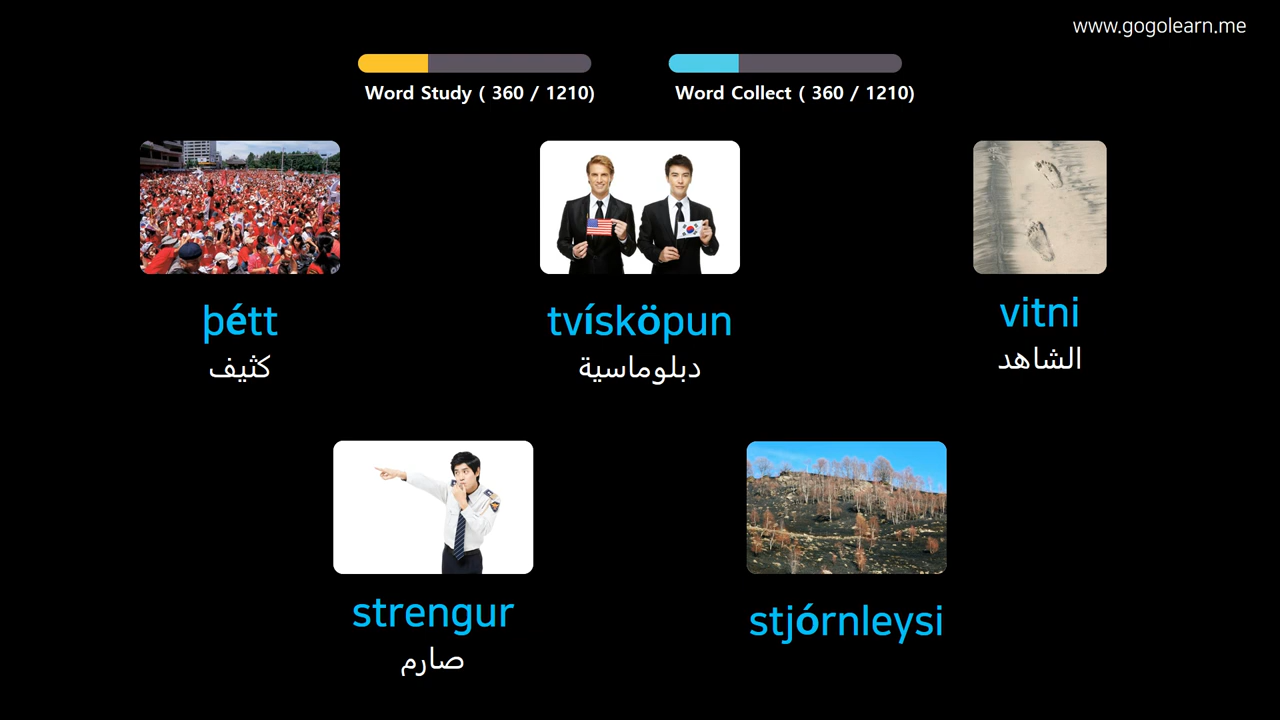 www.gogolearn.me
Word Study ( 360 / 1210)
Word Collect ( 360 / 1210)
þétt
كثيف
tvísköpun
دبلوماسية
vitni
الشاهد
strengur
صارم
stjórnleysi